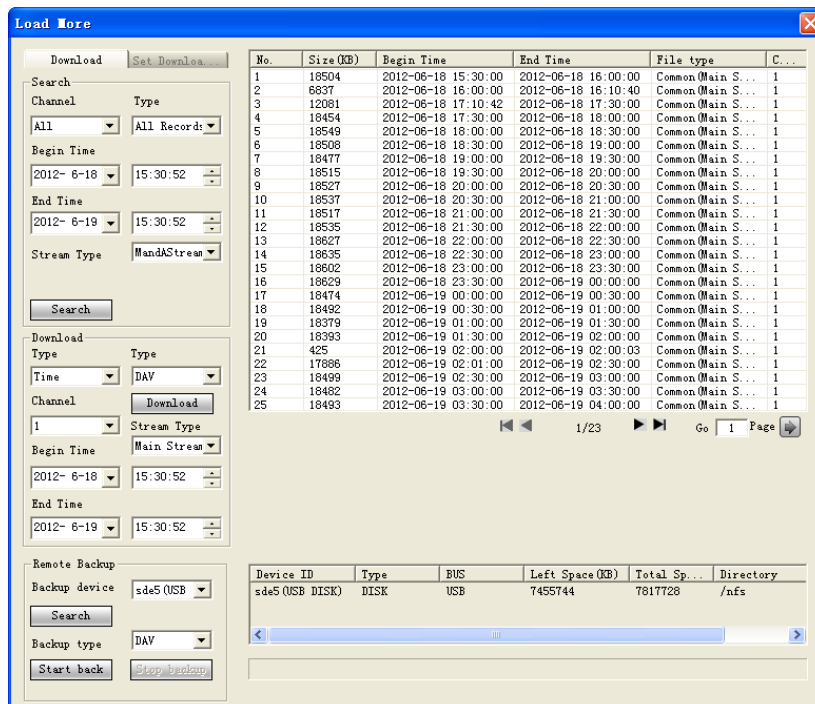 Load More
Download Set Downloa...
Search
Channel Type
All All Record:
Begin Time
2012- 6-18 15:30:52
End Time
2012- 6-19 15:30:52
Stream Type MandAStream
Search
Download
Type Type
Time DAV
Channel Download
1 Stream Type
Begin Time Main Stream
2012- 6-18 15:30:52
End Time
2012- 6-19 15:30:52
Remote Backup
Backup device sde5(USB
Search
Backup type DAV
Start back Stop backup
No. Size(KB) Begin Time End Time File type C...
1 18504 2012-06-18 15:30:00 2012-06-18 16:00:00 Common(Main S... 1
2 6837 2012-06-18 16:00:00 2012-06-18 16:10:40 Common(Main S... 1
3 12081 2012-06-18 17:10:42 2012-06-18 17:30:00 Common(Main S... 1
4 18454 2012-06-18 17:30:00 2012-06-18 18:00:00 Common(Main S... 1
5 18549 2012-06-18 18:00:00 2012-06-18 18:30:00 Common(Main S... 1
6 18508 2012-06-18 18:30:00 2012-06-18 19:00:00 Common(Main S... 1
7 18477 2012-06-18 19:00:00 2012-06-18 19:30:00 Common(Main S... 1
8 18515 2012-06-18 19:30:00 2012-06-18 20:00:00 Common(Main S... 1
9 18527 2012-06-18 20:00:00 2012-06-18 20:30:00 Common(Main S... 1
10 18537 2012-06-18 20:30:00 2012-06-18 21:00:00 Common(Main S... 1
11 18517 2012-06-18 21:00:00 2012-06-18 21:30:00 Common(Main S... 1
12 18535 2012-06-18 21:30:00 2012-06-18 22:00:00 Common(Main S... 1
13 18627 2012-06-18 22:00:00 2012-06-18 22:30:00 Common(Main S... 1
14 18635 2012-06-18 22:30:00 2012-06-18 23:00:00 Common(Main S... 1
15 18602 2012-06-18 23:00:00 2012-06-18 23:30:00 Common(Main S... 1
16 18629 2012-06-18 23:30:00 2012-06-19 00:00:00 Common(Main S... 1
17 18474 2012-06-19 00:00:00 2012-06-19 00:30:00 Common(Main S... 1
18 18492 2012-06-19 00:30:00 2012-06-19 01:00:00 Common(Main S... 1
19 18379 2012-06-19 01:00:00 2012-06-19 01:30:00 Common(Main S... 1
20 18393 2012-06-19 01:30:00 2012-06-19 02:00:00 Common(Main S... 1
21 425 2012-06-19 02:00:00 2012-06-19 02:00:03 Common(Main S... 1
22 17886 2012-06-19 02:01:00 2012-06-19 02:30:00 Common(Main S... 1
23 18499 2012-06-19 02:30:00 2012-06-19 03:00:00 Common(Main S... 1
24 18482 2012-06-19 03:00:00 2012-06-19 03:30:00 Common(Main S... 1
25 18493 2012-06-19 03:30:00 2012-06-19 04:00:00 Common(Main S... 1
1/23 Go 1 Page
Device ID Type BUS Left Space(KB) Total Sp... Directory
sde5(USB DISK) DISK USB 7455744 7817728 /nfs